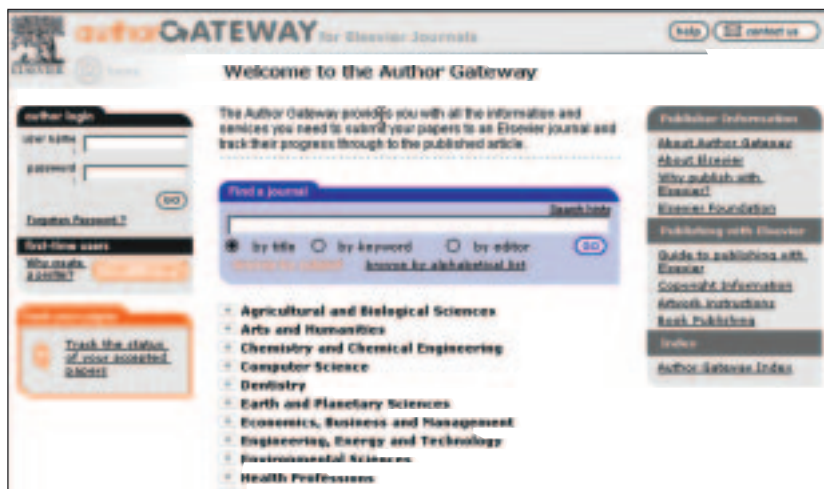 authorGATEWAY for Elsevier Journals
help
contact us
ELSEVIER
home
Welcome to the Author Gateway
author login
user name
password
GO
Forgotten Password ?
first-time users
Why create a profile?
The Author Gateway provides you with all the information and
services you need to submit your papers to an Elsevier journal and
track their progress through to the published article.
Find a journal
Search hints
by title
by keyword
by editor
GO
browse by alphabetical list
Track the status
of your accepted
papers
Agricultural and Biological Sciences
Arts and Humanities
Chemistry and Chemical Engineering
Computer Science
Dentistry
Earth and Planetary Sciences
Economics, Business and Management
Engineering, Energy and Technology
Environmental Sciences
Health Professions
Publisher Information
About Author Gateway
About Elsevier
Why publish with
Elsevier?
Elsevier Foundation
Publishing with Elsevier
Guide to publishing with
Elsevier
Copyright Information
Artwork Instructions
Book Publishing
Index
Author Gateway Index